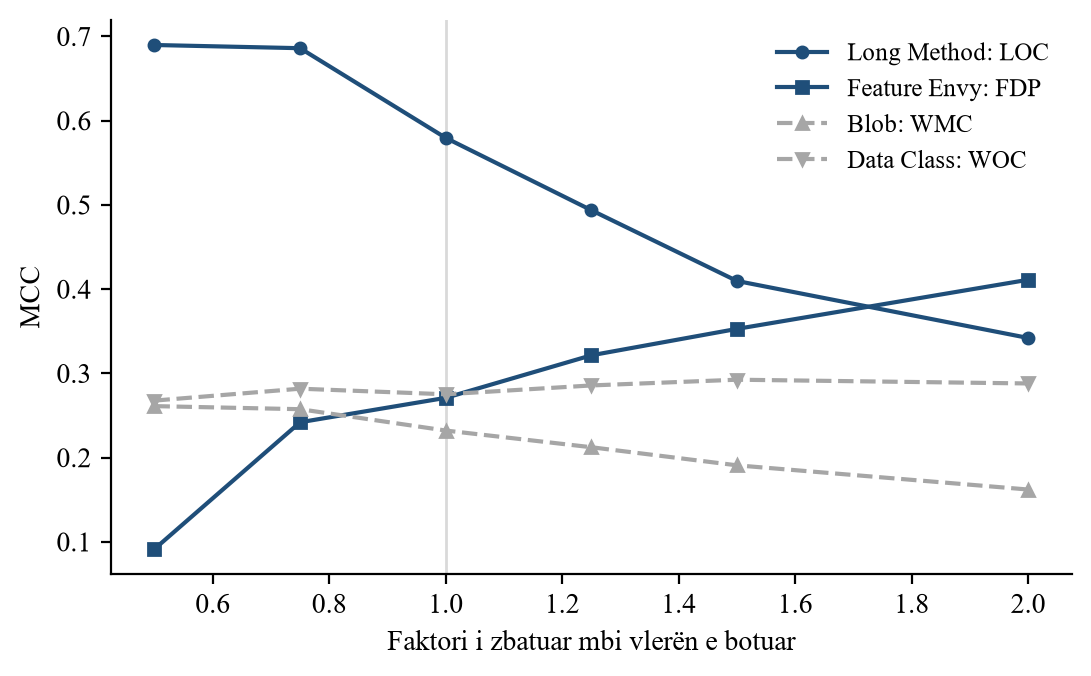 0.7
0.6
0.5
0.4
0.3
0.2
0.1
MCC
Long Method: LOC
Feature Envy: FDP
Blob: WMC
Data Class: WOC
0.6 0.8 1.0 1.2 1.4 1.6 1.8 2.0
Faktori i zbatuar mbi vlerën e botuar